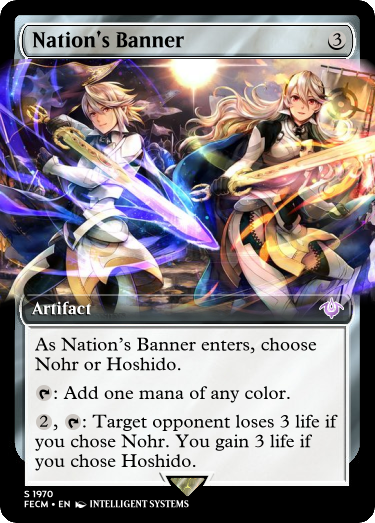 Nation's Banner 3
Artifact
As Nation's Banner enters, choose
Nohr or Hoshido.
: Add one mana of any color.
2, : Target opponent loses 3 life if
you chose Nohr. You gain 3 life if
you chose Hoshido.
S 1970
FECM • EN INTELLIGENT SYSTEMS